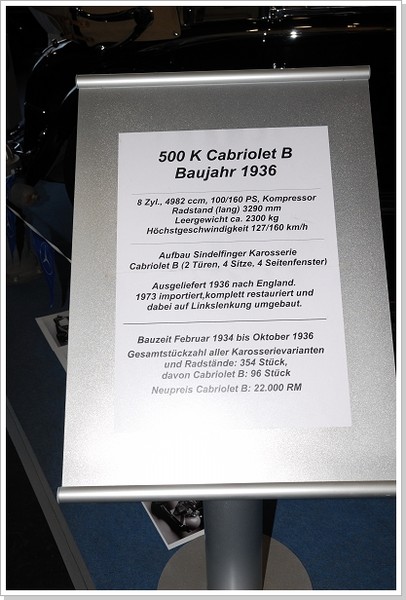 500 K Cabriolet B
Baujahr 1936
8 Zyl., 4982 ccm, 100/160 PS, Kompressor
Radstand (lang) 3290 mm
Leergewicht ca. 2300 kg
Höchstgeschwindigkeit 127/160 km/h
Aufbau Sindelfinger Karosserie
Cabriolet B (2 Türen, 4 Sitze, 4 Seitenfenster)
Ausgeliefert 1936 nach England.
1973 importiert,komplett restauriert und
dabei auf Linkslenkung umgebaut.
Bauzeit Februar 1934 bis Oktober 1936
Gesamtstückzahl aller Karosserievarianten
und Radstände: 354 Stück,
davon Cabriolet B: 96 Stück
Neupreis Cabriolet B: 22.000 RM